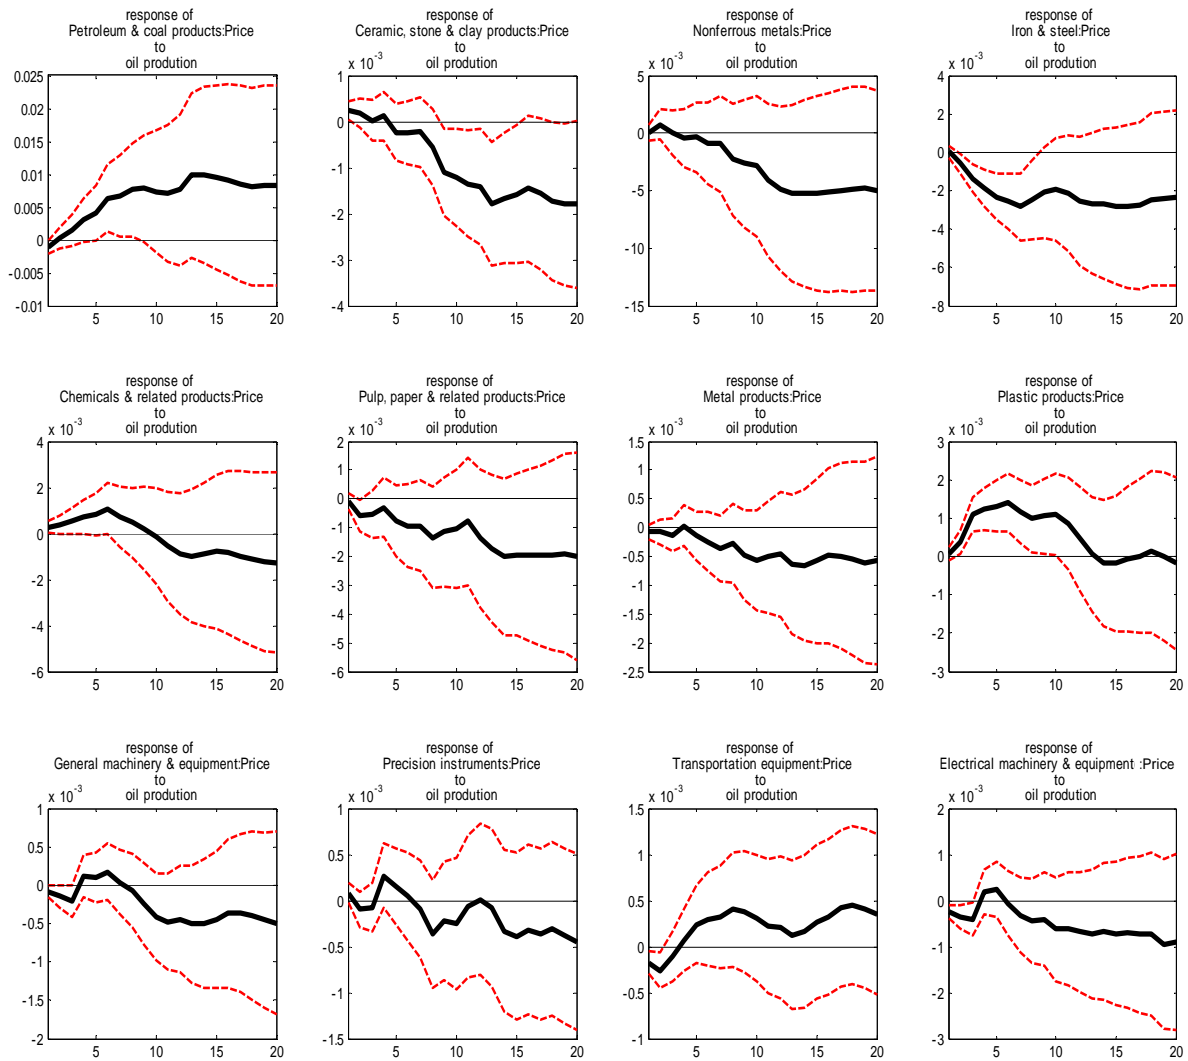 response of
Petroleum & coal products:Price
to
oil prodution
0.025
0.02
0.015
0.01
0.005
0
-0.005
-0.01
5 10 15 20
response of
Ceramic, stone & clay products:Price
to
oil prodution
x 10^-3
1
0
-1
-2
-3
-4
5 10 15 20
response of
Nonferrous metals:Price
to
oil prodution
x 10^-3
5
0
-5
-10
-15
5 10 15 20
response of
Iron & steel:Price
to
oil prodution
x 10^-3
4
2
0
-2
-4
-6
-8
5 10 15 20
response of
Chemicals & related products:Price
to
oil prodution
x 10^-3
4
2
0
-2
-4
-6
5 10 15 20
response of
Pulp, paper & related products:Price
to
oil prodution
x 10^-3
2
1
0
-1
-2
-3
-4
-5
-6
5 10 15 20
response of
Metal products:Price
to
oil prodution
x 10^-3
1.5
1
0.5
0
-0.5
-1
-1.5
-2
-2.5
5 10 15 20
response of
Plastic products:Price
to
oil prodution
x 10^-3
3
2
1
0
-1
-2
-3
5 10 15 20
response of
General machinery & equipment:Price
to
oil prodution
x 10^-3
1
0.5
0
-0.5
-1
-1.5
-2
5 10 15 20
response of
Precision instruments:Price
to
oil prodution
x 10^-3
1
0.5
0
-0.5
-1
-1.5
5 10 15 20
response of
Transportation equipment:Price
to
oil prodution
x 10^-3
1.5
1
0.5
0
-0.5
-1
5 10 15 20
response of
Electrical machinery & equipment :Price
to
oil prodution
x 10^-3
2
1
0
-1
-2
-3
5 10 15 20